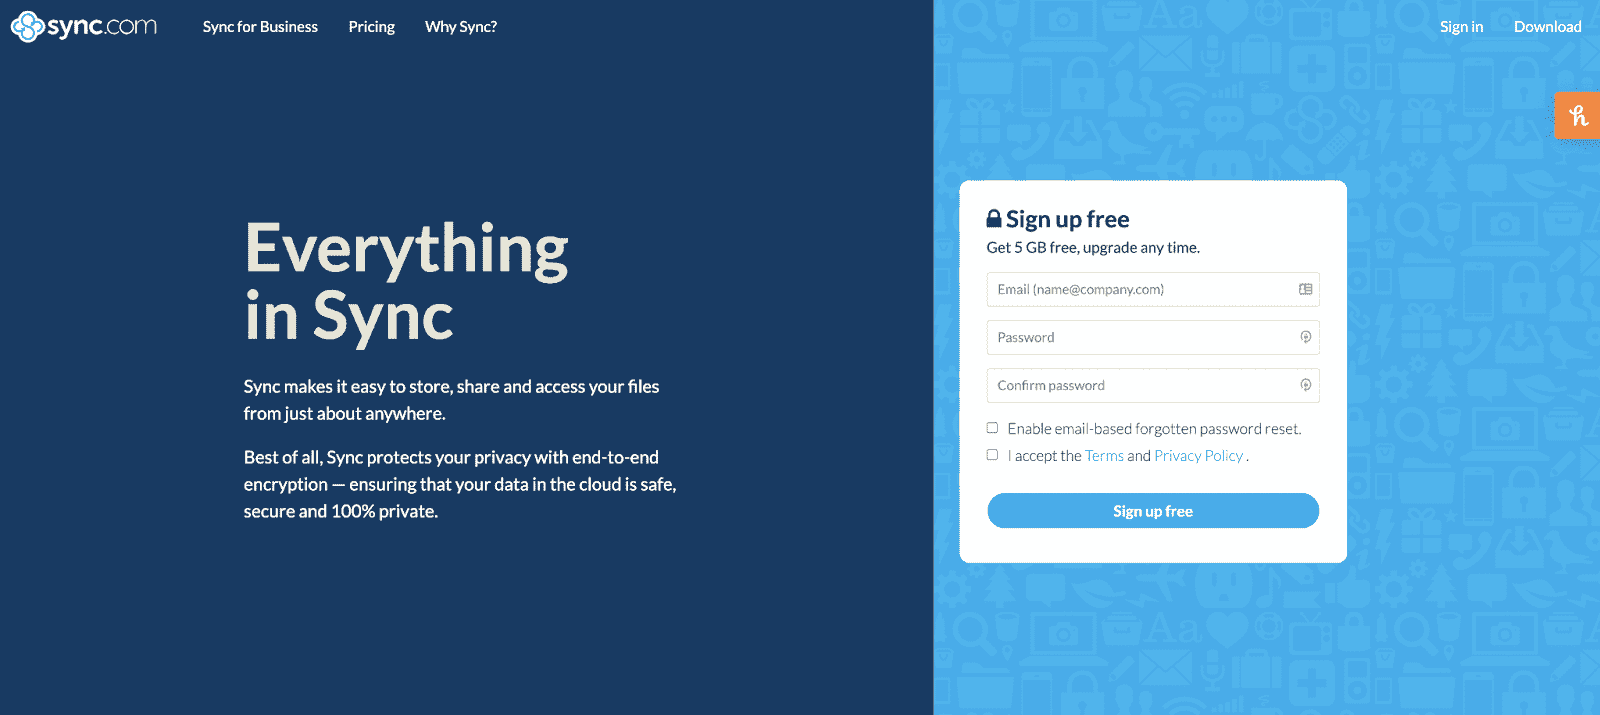 sync.com
Sync for Business
Pricing
Why Sync?
Sign in
Download
Everything
in Sync
Sync makes it easy to store, share and access your files
from just about anywhere.
Best of all, Sync protects your privacy with end-to-end
encryption — ensuring that your data in the cloud is safe,
secure and 100% private.
Sign up free
Get 5 GB free, upgrade any time.
Email (name@company.com)
Password
Confirm password
Enable email-based forgotten password reset.
I accept the Terms and Privacy Policy .
Sign up free
h
Aa